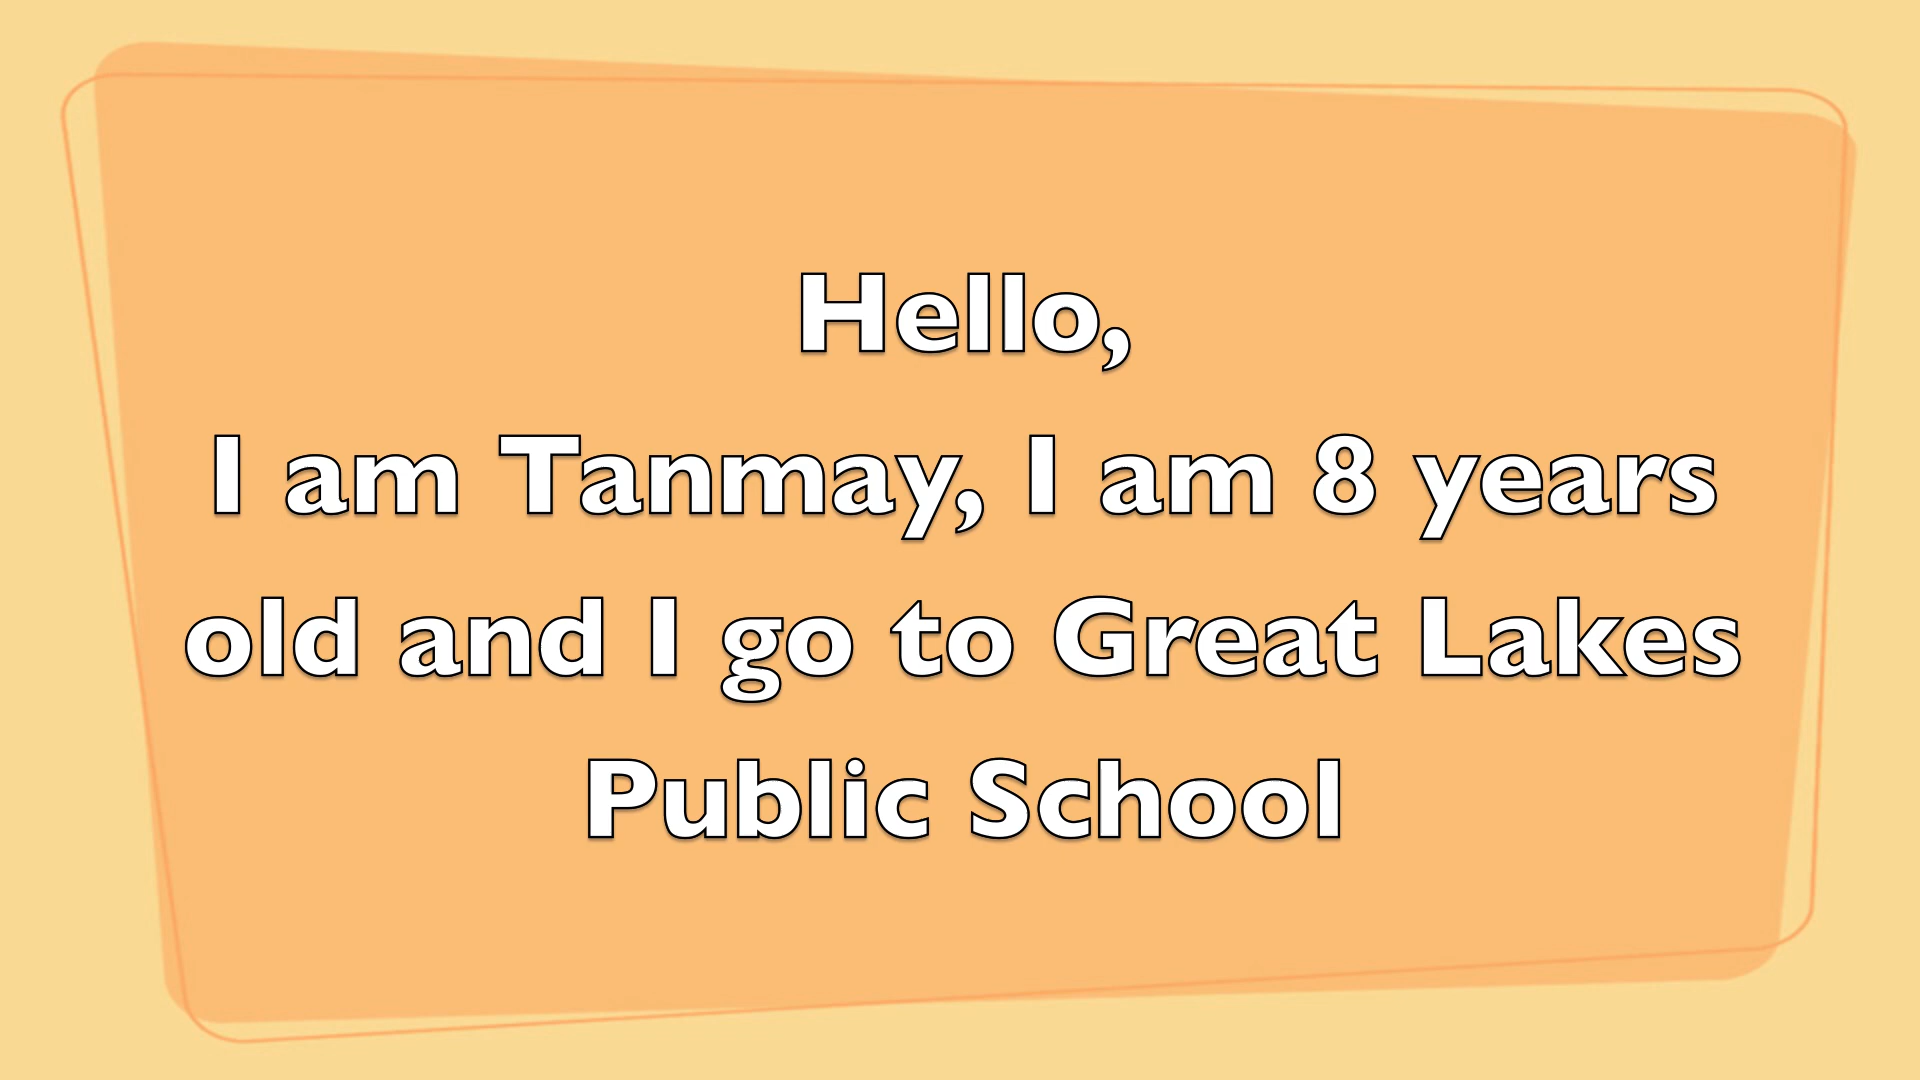 Hello,
I am Tanmay, I am 8 years
old and I go to Great Lakes
Public School